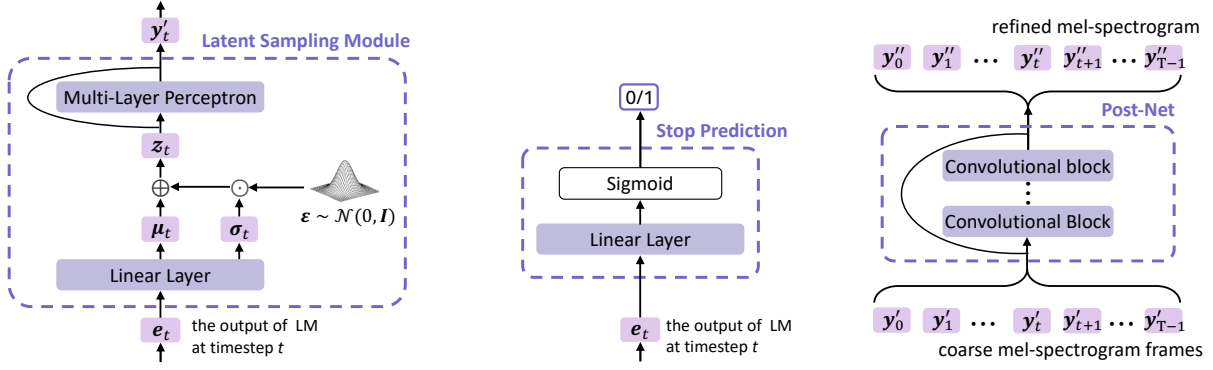 y′ₜ
Latent Sampling Module
Multi-Layer Perceptron
zₜ
ε ~ 𝒩(0, I)
μₜ
σₜ
Linear Layer
eₜ
the output of LM
at timestep t
0/1
Stop Prediction
Sigmoid
Linear Layer
eₜ
the output of LM
at timestep t
refined mel-spectrogram
y″₀ y″₁ ••• y″ₜ y″ₜ₊₁ ••• y″_T−1
Post-Net
Convolutional block
Convolutional Block
y′₀ y′₁ ••• y′ₜ y′ₜ₊₁ ••• y′_T−1
coarse mel-spectrogram frames